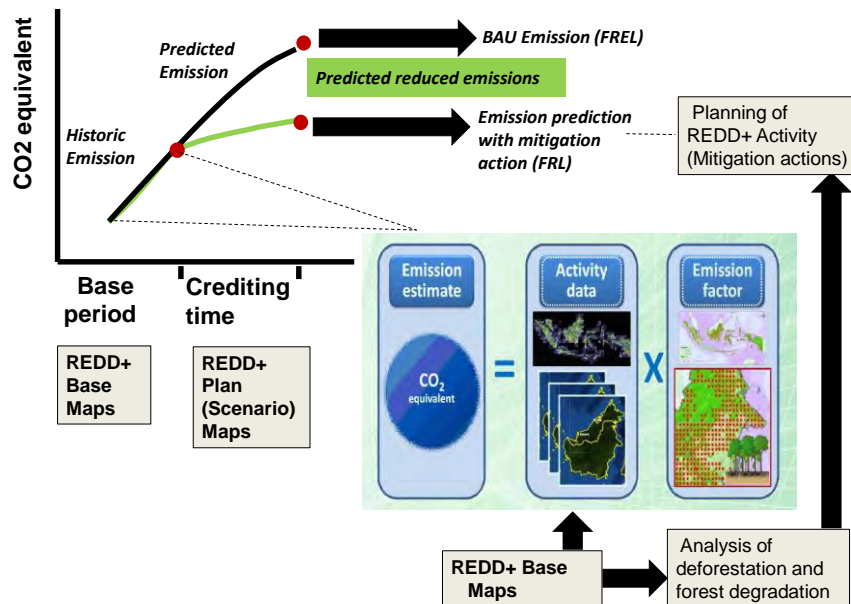 CO2 equivalent
Predicted
Emission
Historic
Emission
BAU Emission (FREL)
Predicted reduced emissions
Emission prediction
with mitigation
action (FRL)
Planning of
REDD+ Activity
(Mitigation actions)
Base
period
Crediting
time
REDD+
Base
Maps
REDD+
Plan
(Scenario)
Maps
Emission
estimate
CO2
equivalent
=
Activity
data
X
Emission
factor
REDD+ Base
Maps
Analysis of
deforestation and
forest degradation